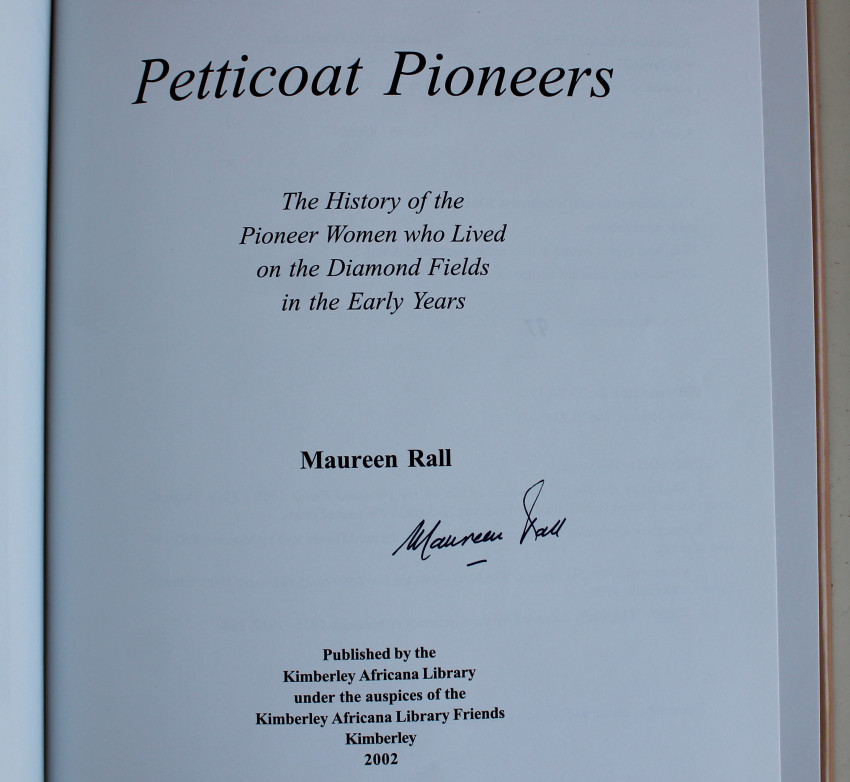 Petticoat Pioneers
The History of the
Pioneer Women who Lived
on the Diamond Fields
in the Early Years
Maureen Rall
Maureen Rall
Published by the
Kimberley Africana Library
under the auspices of the
Kimberley Africana Library Friends
Kimberley
2002